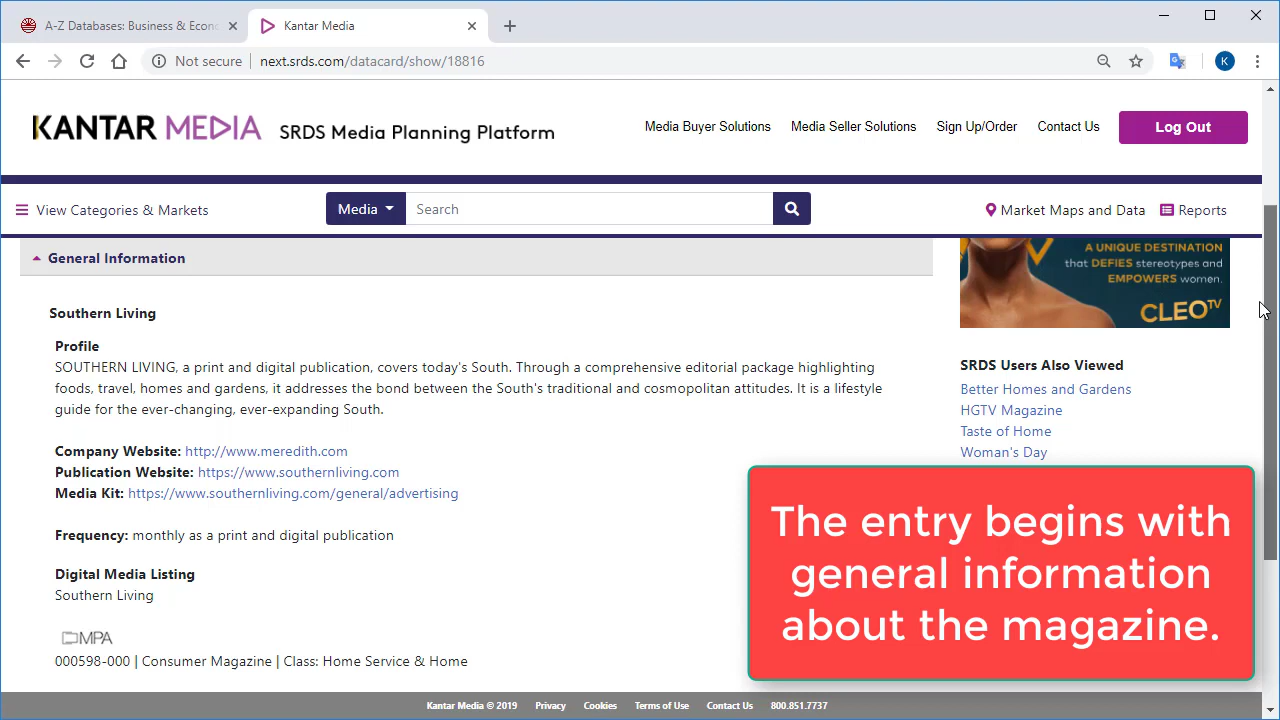 A-Z Databases: Business & Econ
Kantar Media
Not secure
next.srds.com/datacard/show/18816
K
KANTAR MEDIA
SRDS Media Planning Platform
Media Buyer Solutions
Media Seller Solutions
Sign Up/Order
Contact Us
Log Out
View Categories & Markets
Media
Search
Market Maps and Data
Reports
General Information
A UNIQUE DESTINATION
that DEFIES stereotypes and
EMPOWERS women.
CLEO TV
Southern Living
Profile
SOUTHERN LIVING, a print and digital publication, covers today's South. Through a comprehensive editorial package highlighting
foods, travel, homes and gardens, it addresses the bond between the South's traditional and cosmopolitan attitudes. It is a lifestyle
guide for the ever-changing, ever-expanding South.
Company Website: http://www.meredith.com
Publication Website: https://www.southernliving.com
Media Kit: https://www.southernliving.com/general/advertising
Frequency: monthly as a print and digital publication
Digital Media Listing
Southern Living
MPA
000598-000 | Consumer Magazine | Class: Home Service & Home
SRDS Users Also Viewed
Better Homes and Gardens
HGTV Magazine
Taste of Home
Woman's Day
The entry begins with
general information
about the magazine.
Kantar Media © 2019
Privacy
Cookies
Terms of Use
Contact Us
800.851.7737